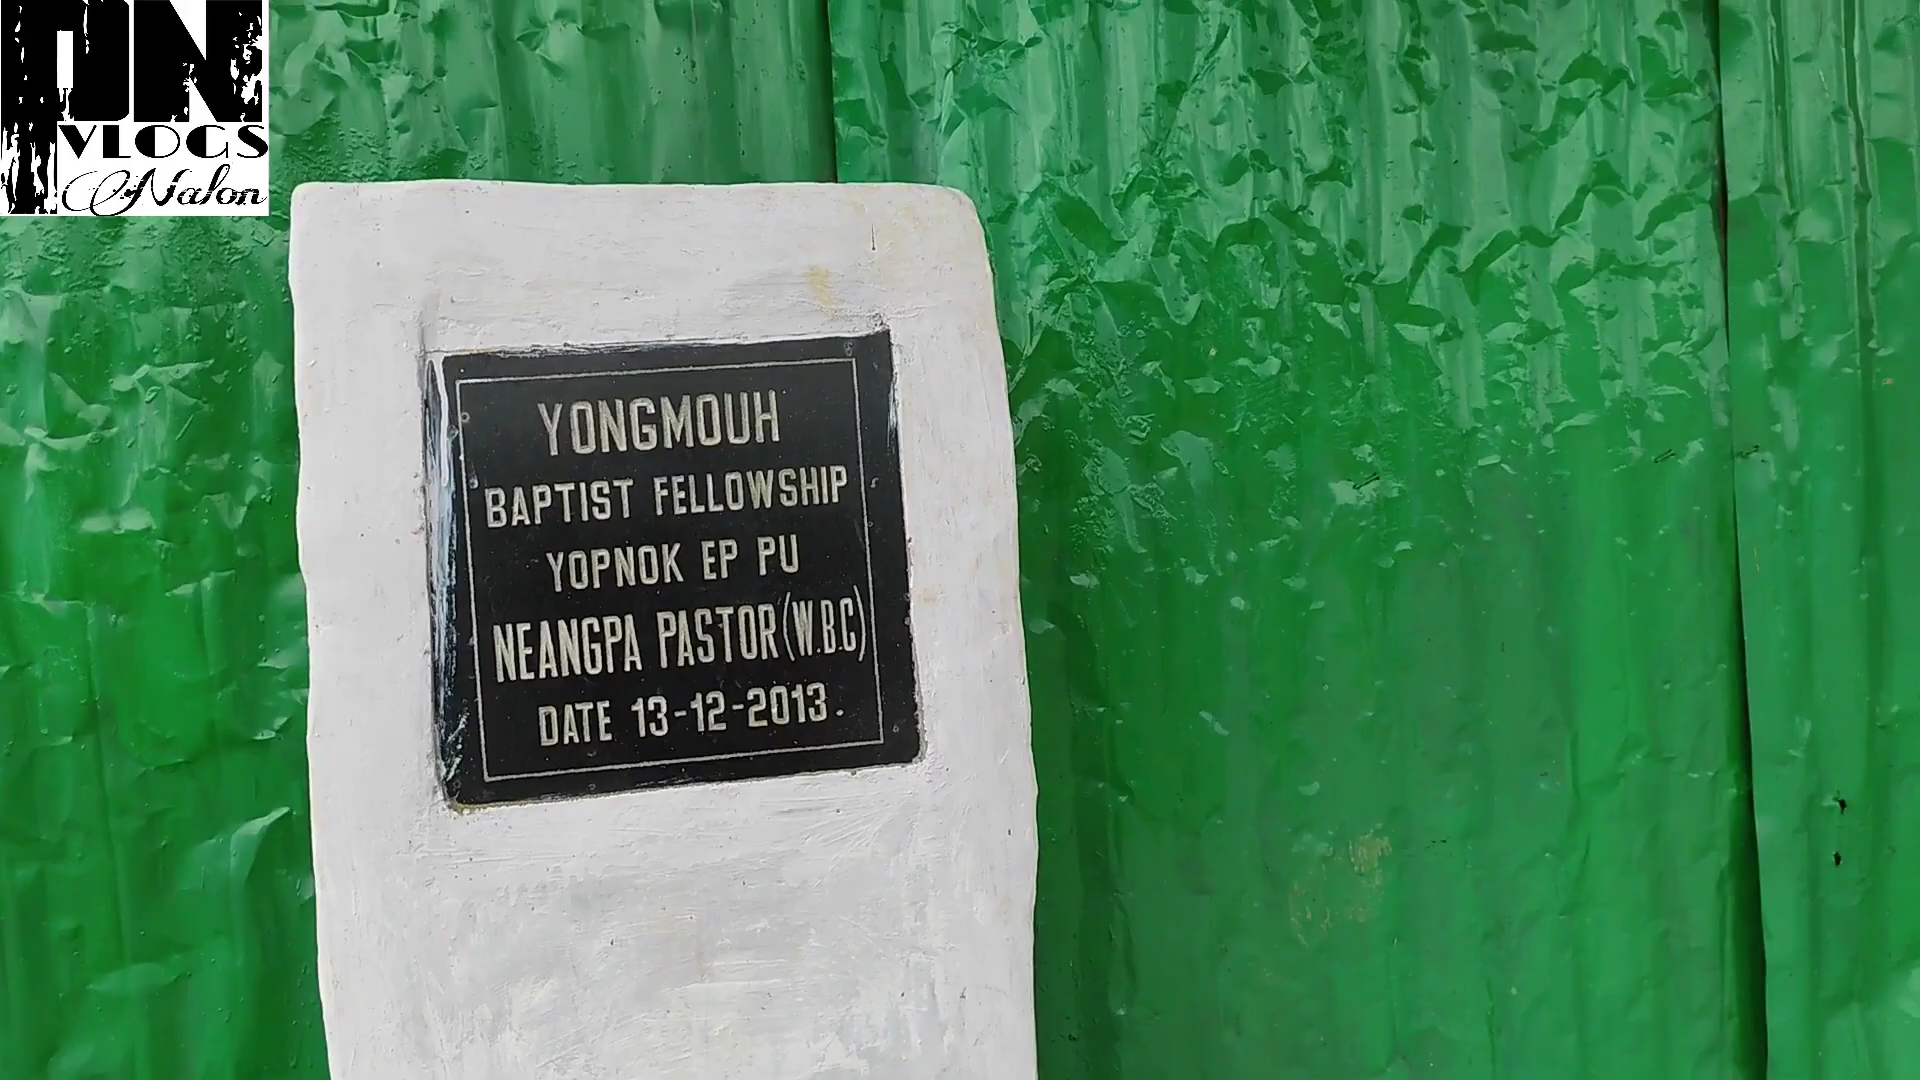 DN
VLOGS
Nalon
YONGMOUH
BAPTIST FELLOWSHIP
YOPNOK EP PU
NEANGPA PASTOR (W.B.C)
DATE 13-12-2013.